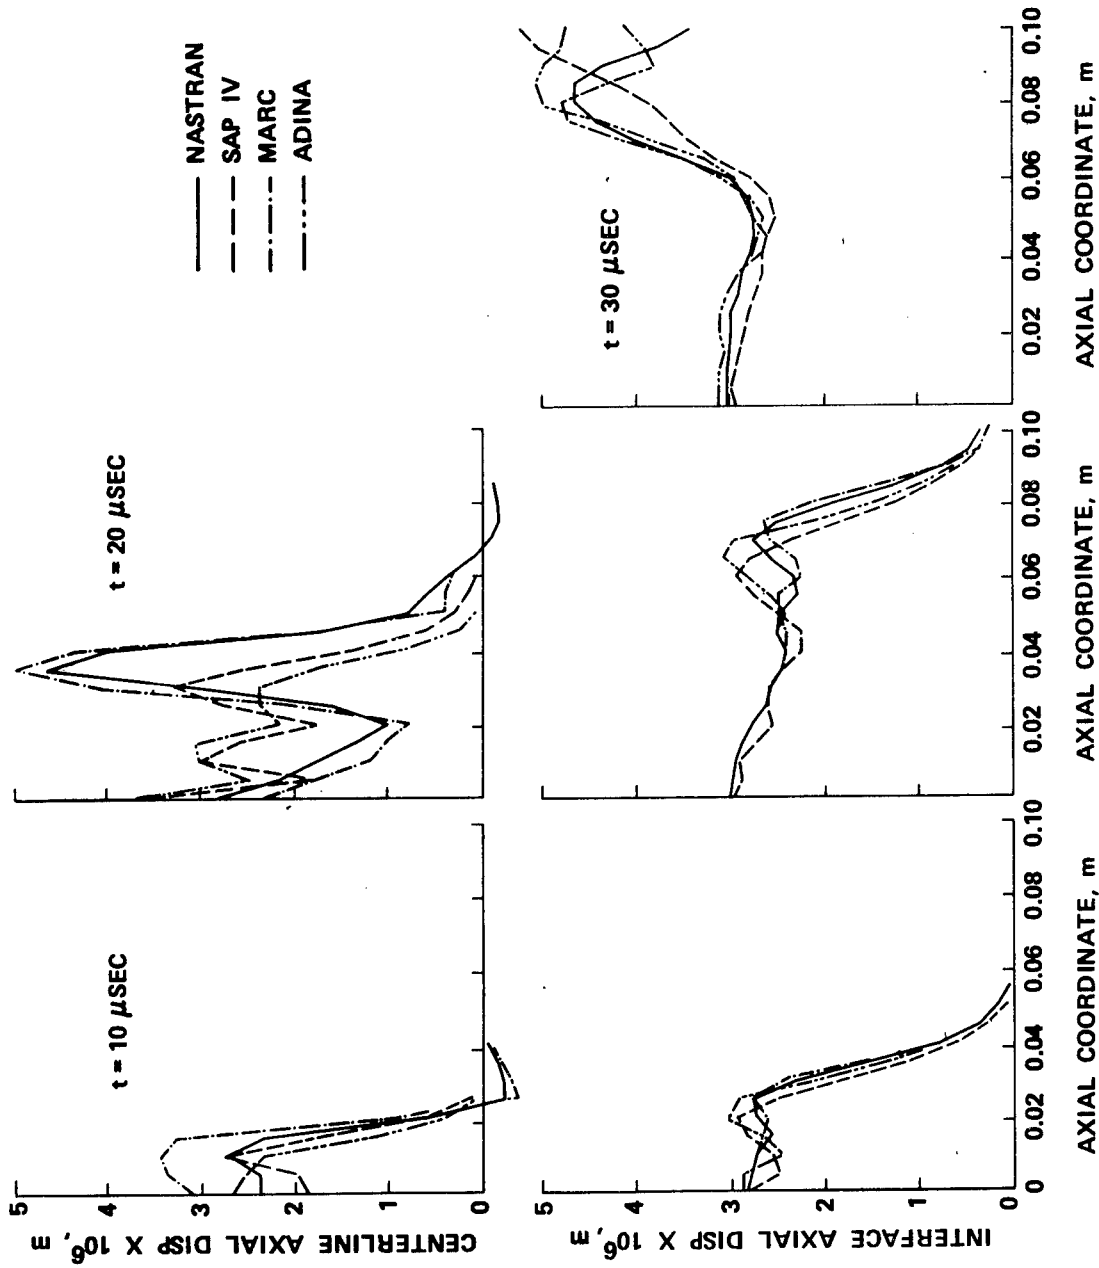 NASTRAN
SAP IV
MARC
ADINA
t = 10 μSEC
t = 20 μSEC
t = 30 μSEC
CENTERLINE AXIAL DISP X 10⁶, m
5
4
3
2
1
0
INTERFACE AXIAL DISP X 10⁶, m
5
4
3
2
1
0
0 0.02 0.04 0.06 0.08 0.10
AXIAL COORDINATE, m
0.02 0.04 0.06 0.08 0.10
AXIAL COORDINATE, m
0.02 0.04 0.06 0.08 0.10
AXIAL COORDINATE, m